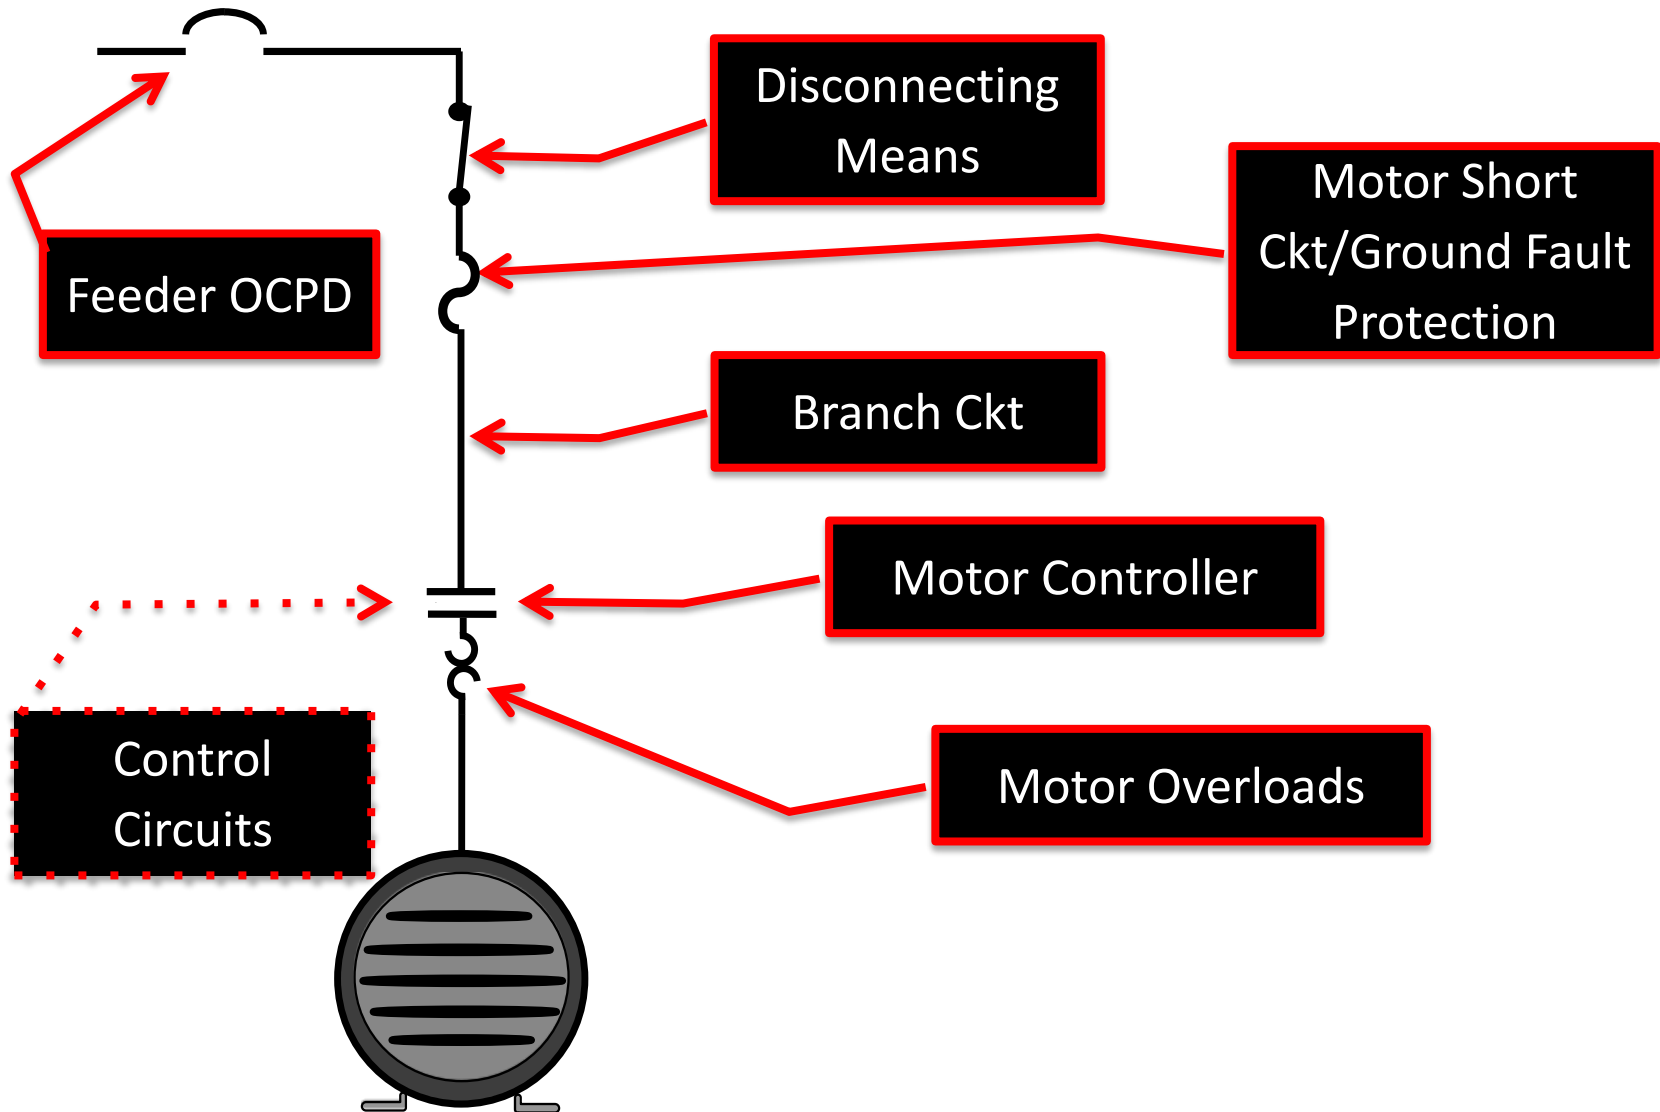 Disconnecting
Means
Motor Short
Ckt/Ground Fault
Protection
Feeder OCPD
Branch Ckt
Motor Controller
Control
Circuits
Motor Overloads